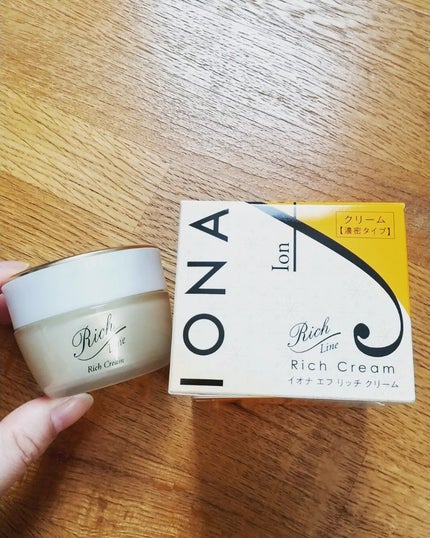 Rich
Line
Rich Cream
IONA
Ion
クリーム
【濃密タイプ】
Rich
Line
Rich Cream
イオナ エフ リッチ クリーム